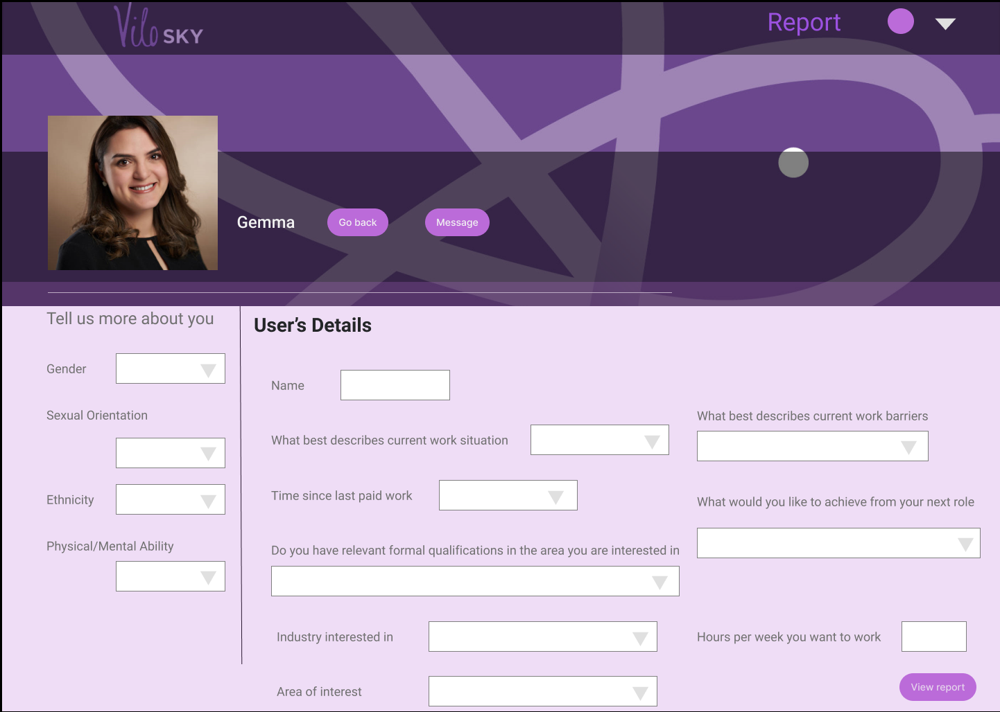 Vilo SKY
Report
Gemma
Go back
Message
Tell us more about you
User’s Details
Gender
Name
Sexual Orientation
What best describes current work barriers
What best describes current work situation
Ethnicity
Time since last paid work
What would you like to achieve from your next role
Physical/Mental Ability
Do you have relevant formal qualifications in the area you are interested in
Industry interested in
Hours per week you want to work
Area of interest
View report